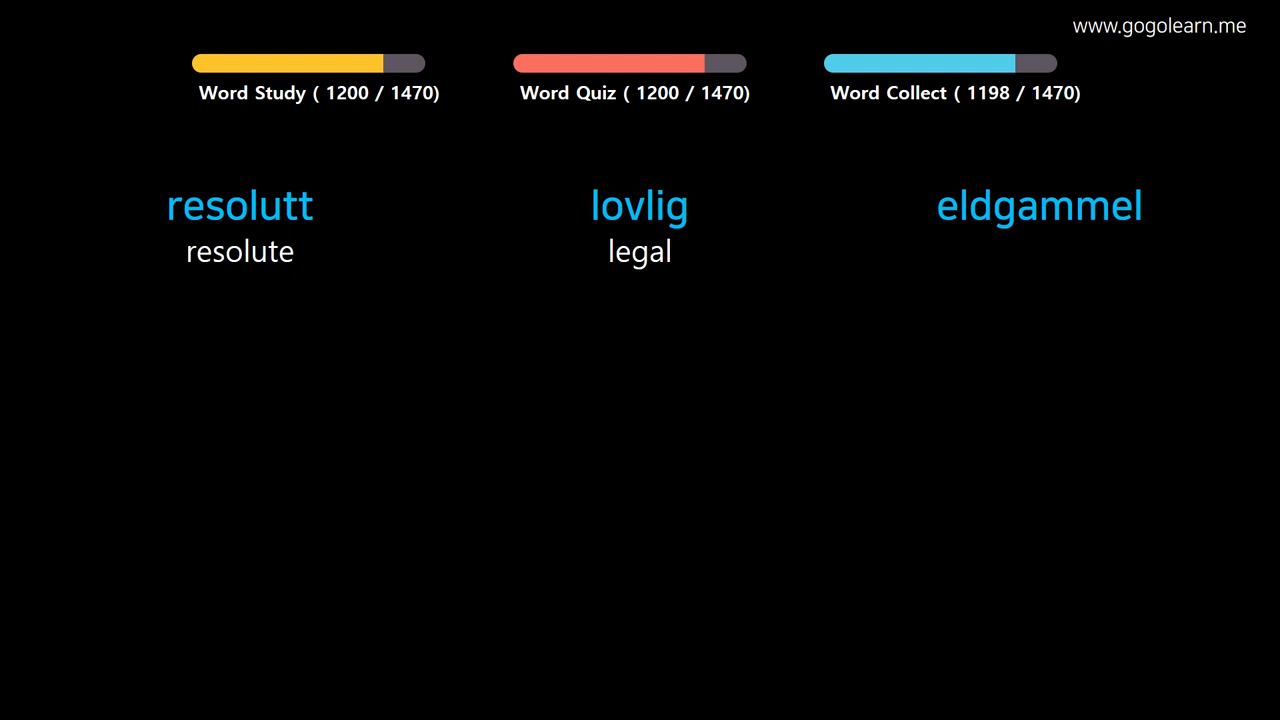 www.gogolearn.me
Word Study ( 1200 / 1470)
Word Quiz ( 1200 / 1470)
Word Collect ( 1198 / 1470)
resolutt
lovlig
eldgammel
resolute
legal